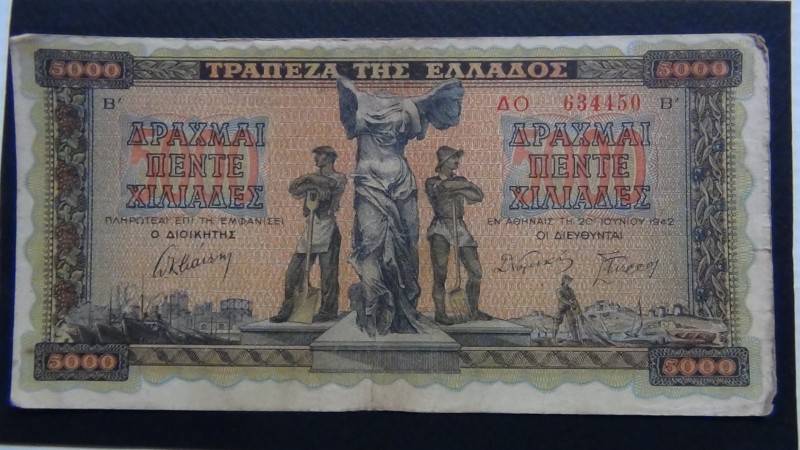 5000 ΤΡΑΠΕΖΑ ΤΗΣ ΕΛΛΑΔΟΣ 5000
Β′ ΔΟ 634450 Β′
ΔΡΑΧΜΑΙ
ΠΕΝΤΕ
ΧΙΛΙΑΔΕΣ
ΠΛΗΡΩΤΕΑΙ ΕΠΙ ΤΗ ΕΜΦΑΝΙΣΕΙ
Ο ΔΙΟΙΚΗΤΗΣ
ΔΡΑΧΜΑΙ
ΠΕΝΤΕ
ΧΙΛΙΑΔΕΣ
ΕΝ ΑΘΗΝΑΙΣ ΤΗ 20ῃ ΙΟΥΝΙΟΥ 1942
ΟΙ ΔΙΕΥΘΥΝΤΑΙ
5000 5000